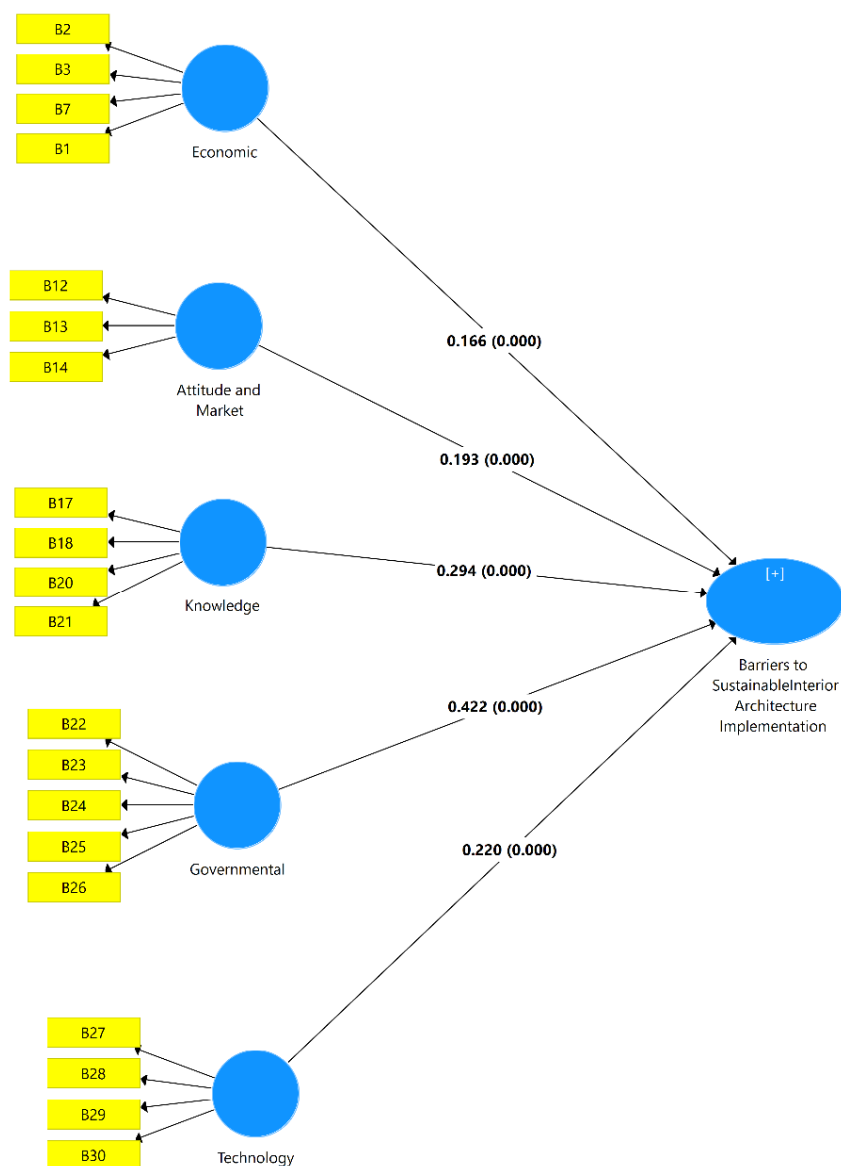 B2
B3
B7
B1
Economic
0.166 (0.000)
B12
B13
B14
Attitude and
Market
0.193 (0.000)
B17
B18
B20
B21
Knowledge
0.294 (0.000)
[+]
Barriers to
SustainableInterior
Architecture
Implementation
B22
B23
B24
B25
B26
Governmental
0.422 (0.000)
0.220 (0.000)
B27
B28
B29
B30
Technology